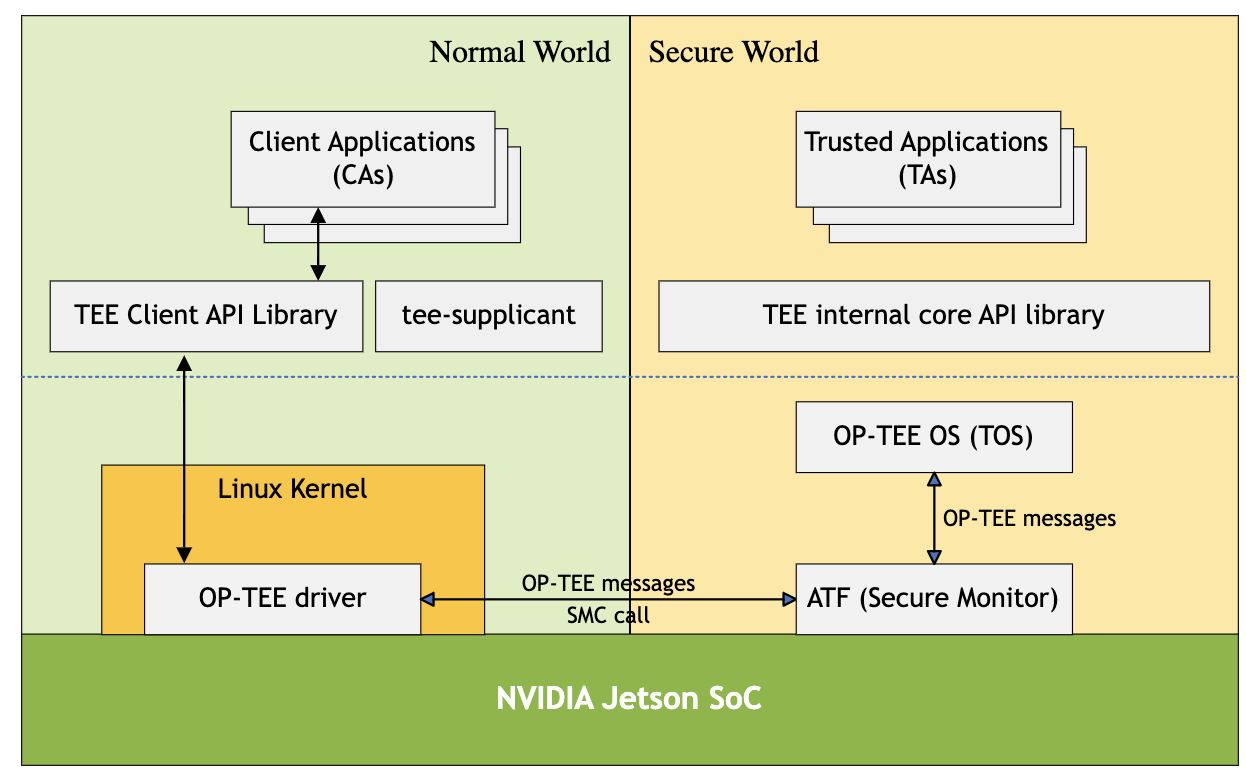 Normal World
Secure World
Client Applications
(CAs)
Trusted Applications
(TAs)
TEE Client API Library
tee-supplicant
TEE internal core API library
OP-TEE OS (TOS)
Linux Kernel
OP-TEE messages
OP-TEE driver
OP-TEE messages
SMC call
ATF (Secure Monitor)
NVIDIA Jetson SoC